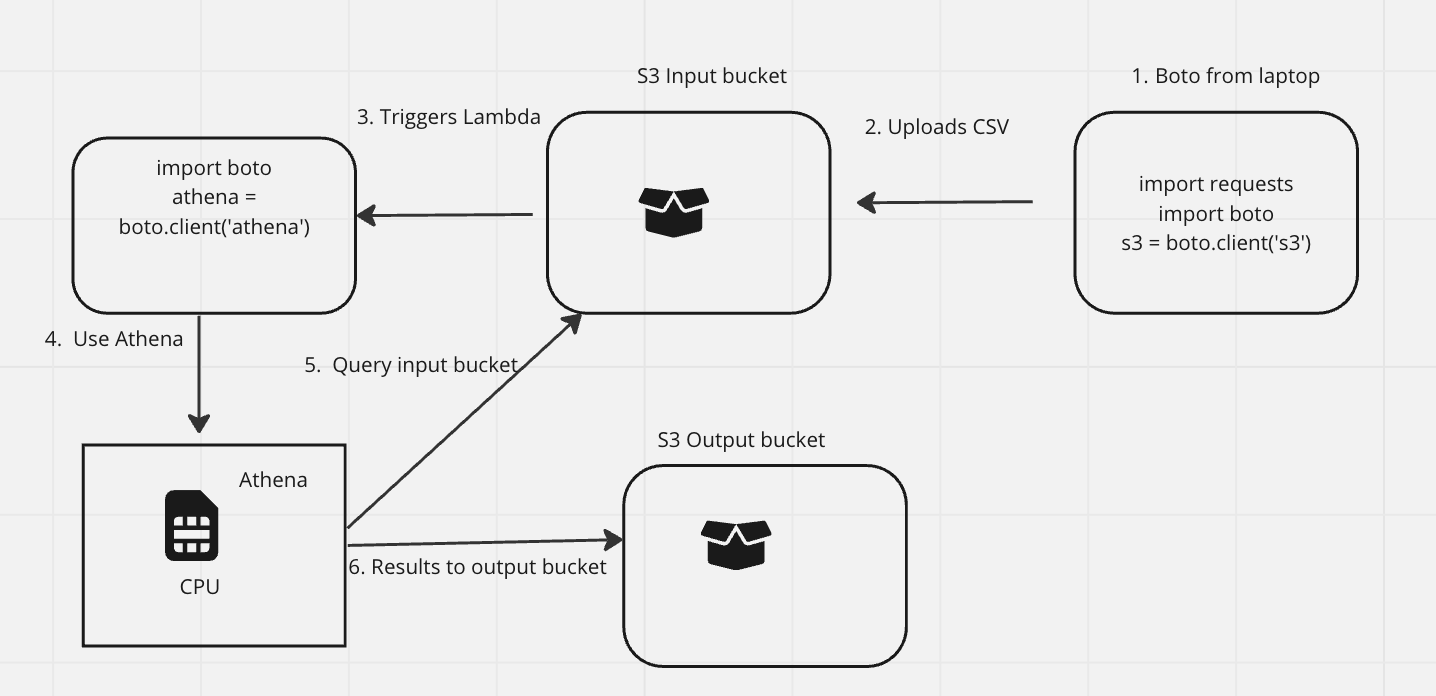 S3 Input bucket
1. Boto from laptop
3. Triggers Lambda
2. Uploads CSV
import boto
athena =
boto.client('athena')
import requests
import boto
s3 = boto.client('s3')
4.  Use Athena
5.  Query input bucket
S3 Output bucket
Athena
CPU
6. Results to output bucket